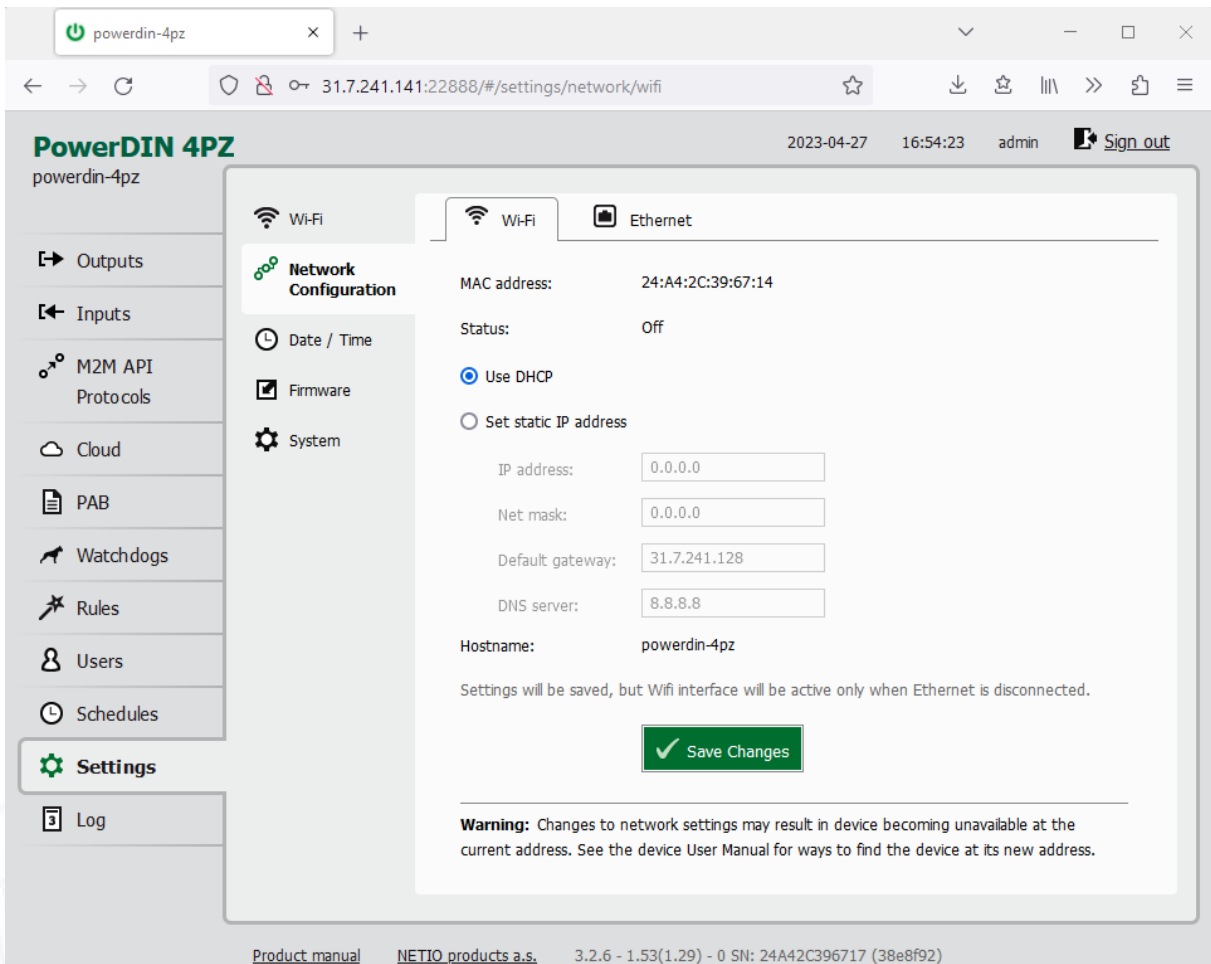 powerdin-4pz
31.7.241.141:22888/#/settings/network/wifi
PowerDIN 4PZ
powerdin-4pz
2023-04-27 16:54:23 admin Sign out
Outputs
Inputs
M2M API
Protocols
Cloud
PAB
Watchdogs
Rules
Users
Schedules
Settings
3 Log
Wi-Fi
Network
Configuration
Date / Time
Firmware
System
Wi-Fi Ethernet
MAC address: 24:A4:2C:39:67:14
Status: Off
Use DHCP
Set static IP address
IP address: 0.0.0.0
Net mask: 0.0.0.0
Default gateway: 31.7.241.128
DNS server: 8.8.8.8
Hostname: powerdin-4pz
Settings will be saved, but Wifi interface will be active only when Ethernet is disconnected.
Save Changes
Warning: Changes to network settings may result in device becoming unavailable at the
current address. See the device User Manual for ways to find the device at its new address.
Product manual NETIO products a.s. 3.2.6 - 1.53(1.29) - 0 SN: 24A42C396717 (38e8f92)